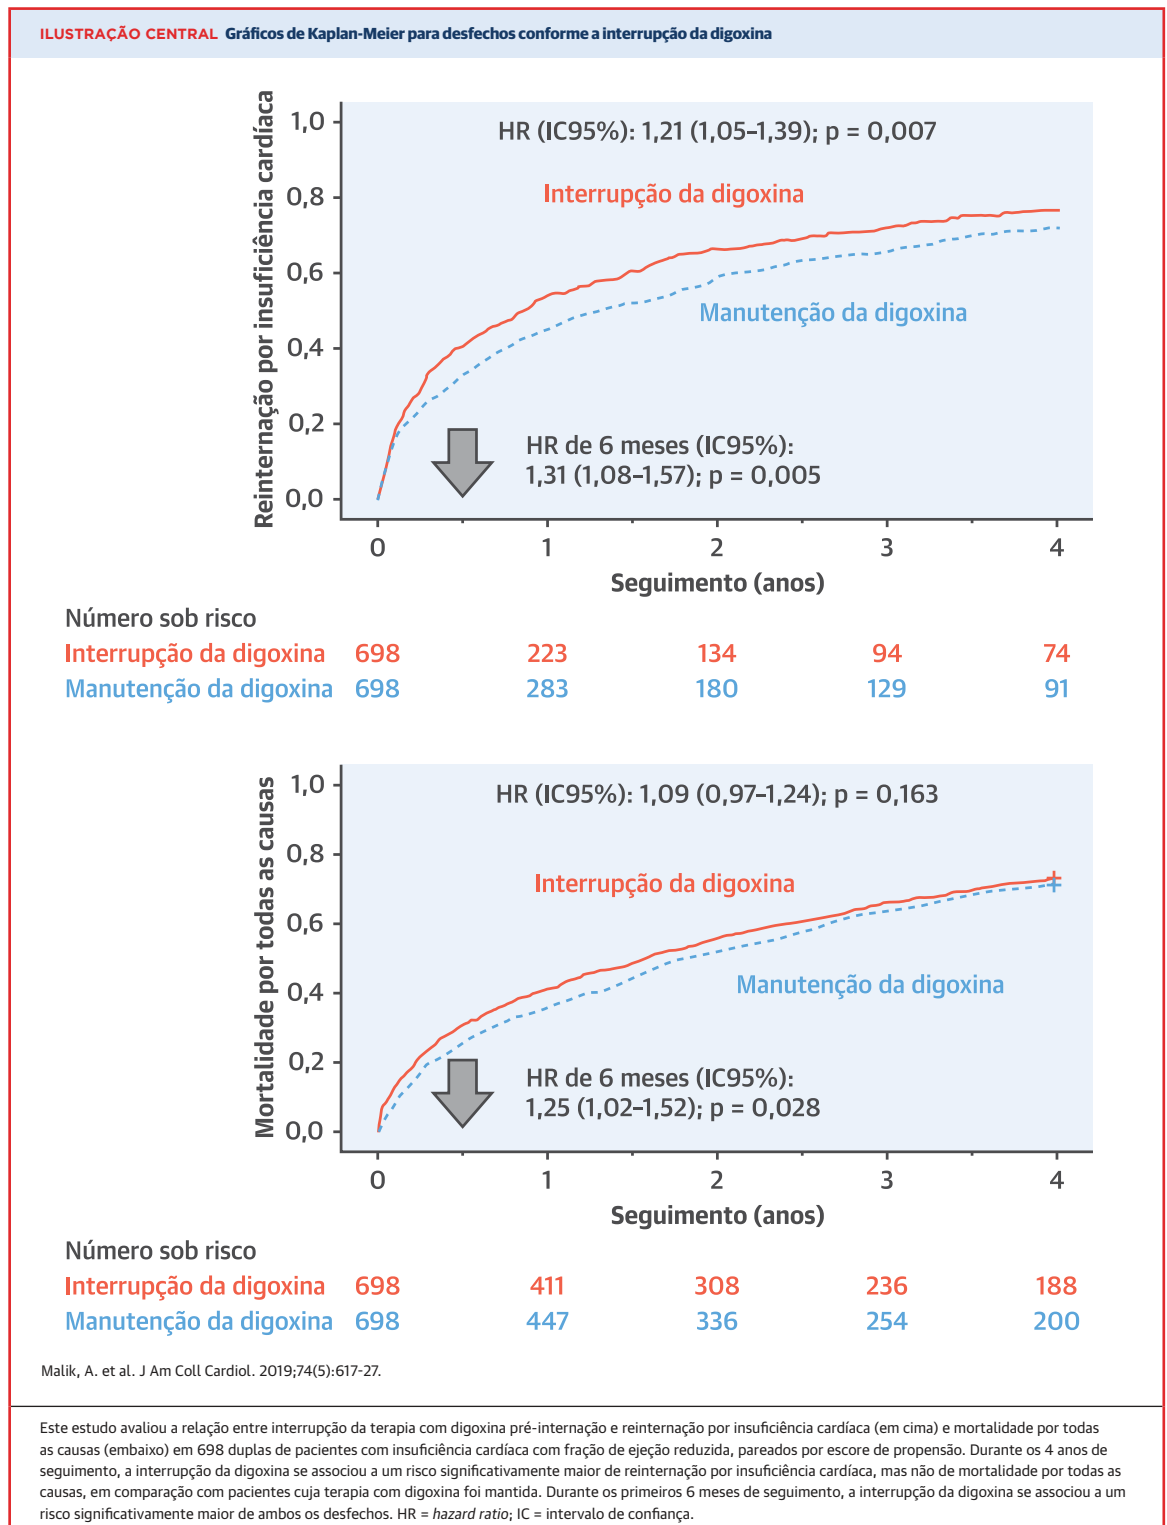 ILUSTRAÇÃO CENTRAL Gráficos de Kaplan-Meier para desfechos conforme a interrupção da digoxina
Reinternação por insuficiência cardíaca
1,0
0,8
0,6
0,4
0,2
0,0
HR (IC95%): 1,21 (1,05–1,39); p = 0,007
Interrupção da digoxina
Manutenção da digoxina
HR de 6 meses (IC95%):
1,31 (1,08–1,57); p = 0,005
0 1 2 3 4
Seguimento (anos)
Número sob risco
Interrupção da digoxina 698 223 134 94 74
Manutenção da digoxina 698 283 180 129 91
Mortalidade por todas as causas
1,0
0,8
0,6
0,4
0,2
0,0
HR (IC95%): 1,09 (0,97–1,24); p = 0,163
Interrupção da digoxina
Manutenção da digoxina
HR de 6 meses (IC95%):
1,25 (1,02–1,52); p = 0,028
0 1 2 3 4
Seguimento (anos)
Número sob risco
Interrupção da digoxina 698 411 308 236 188
Manutenção da digoxina 698 447 336 254 200
Malik, A. et al. J Am Coll Cardiol. 2019;74(5):617-27.
Este estudo avaliou a relação entre interrupção da terapia com digoxina pré-internação e reinternação por insuficiência cardíaca (em cima) e mortalidade por todas
as causas (embaixo) em 698 duplas de pacientes com insuficiência cardíaca com fração de ejeção reduzida, pareados por escore de propensão. Durante os 4 anos de
seguimento, a interrupção da digoxina se associou a um risco significativamente maior de reinternação por insuficiência cardíaca, mas não de mortalidade por todas as
causas, em comparação com pacientes cuja terapia com digoxina foi mantida. Durante os primeiros 6 meses de seguimento, a interrupção da digoxina se associou a um
risco significativamente maior de ambos os desfechos. HR = hazard ratio; IC = intervalo de confiança.